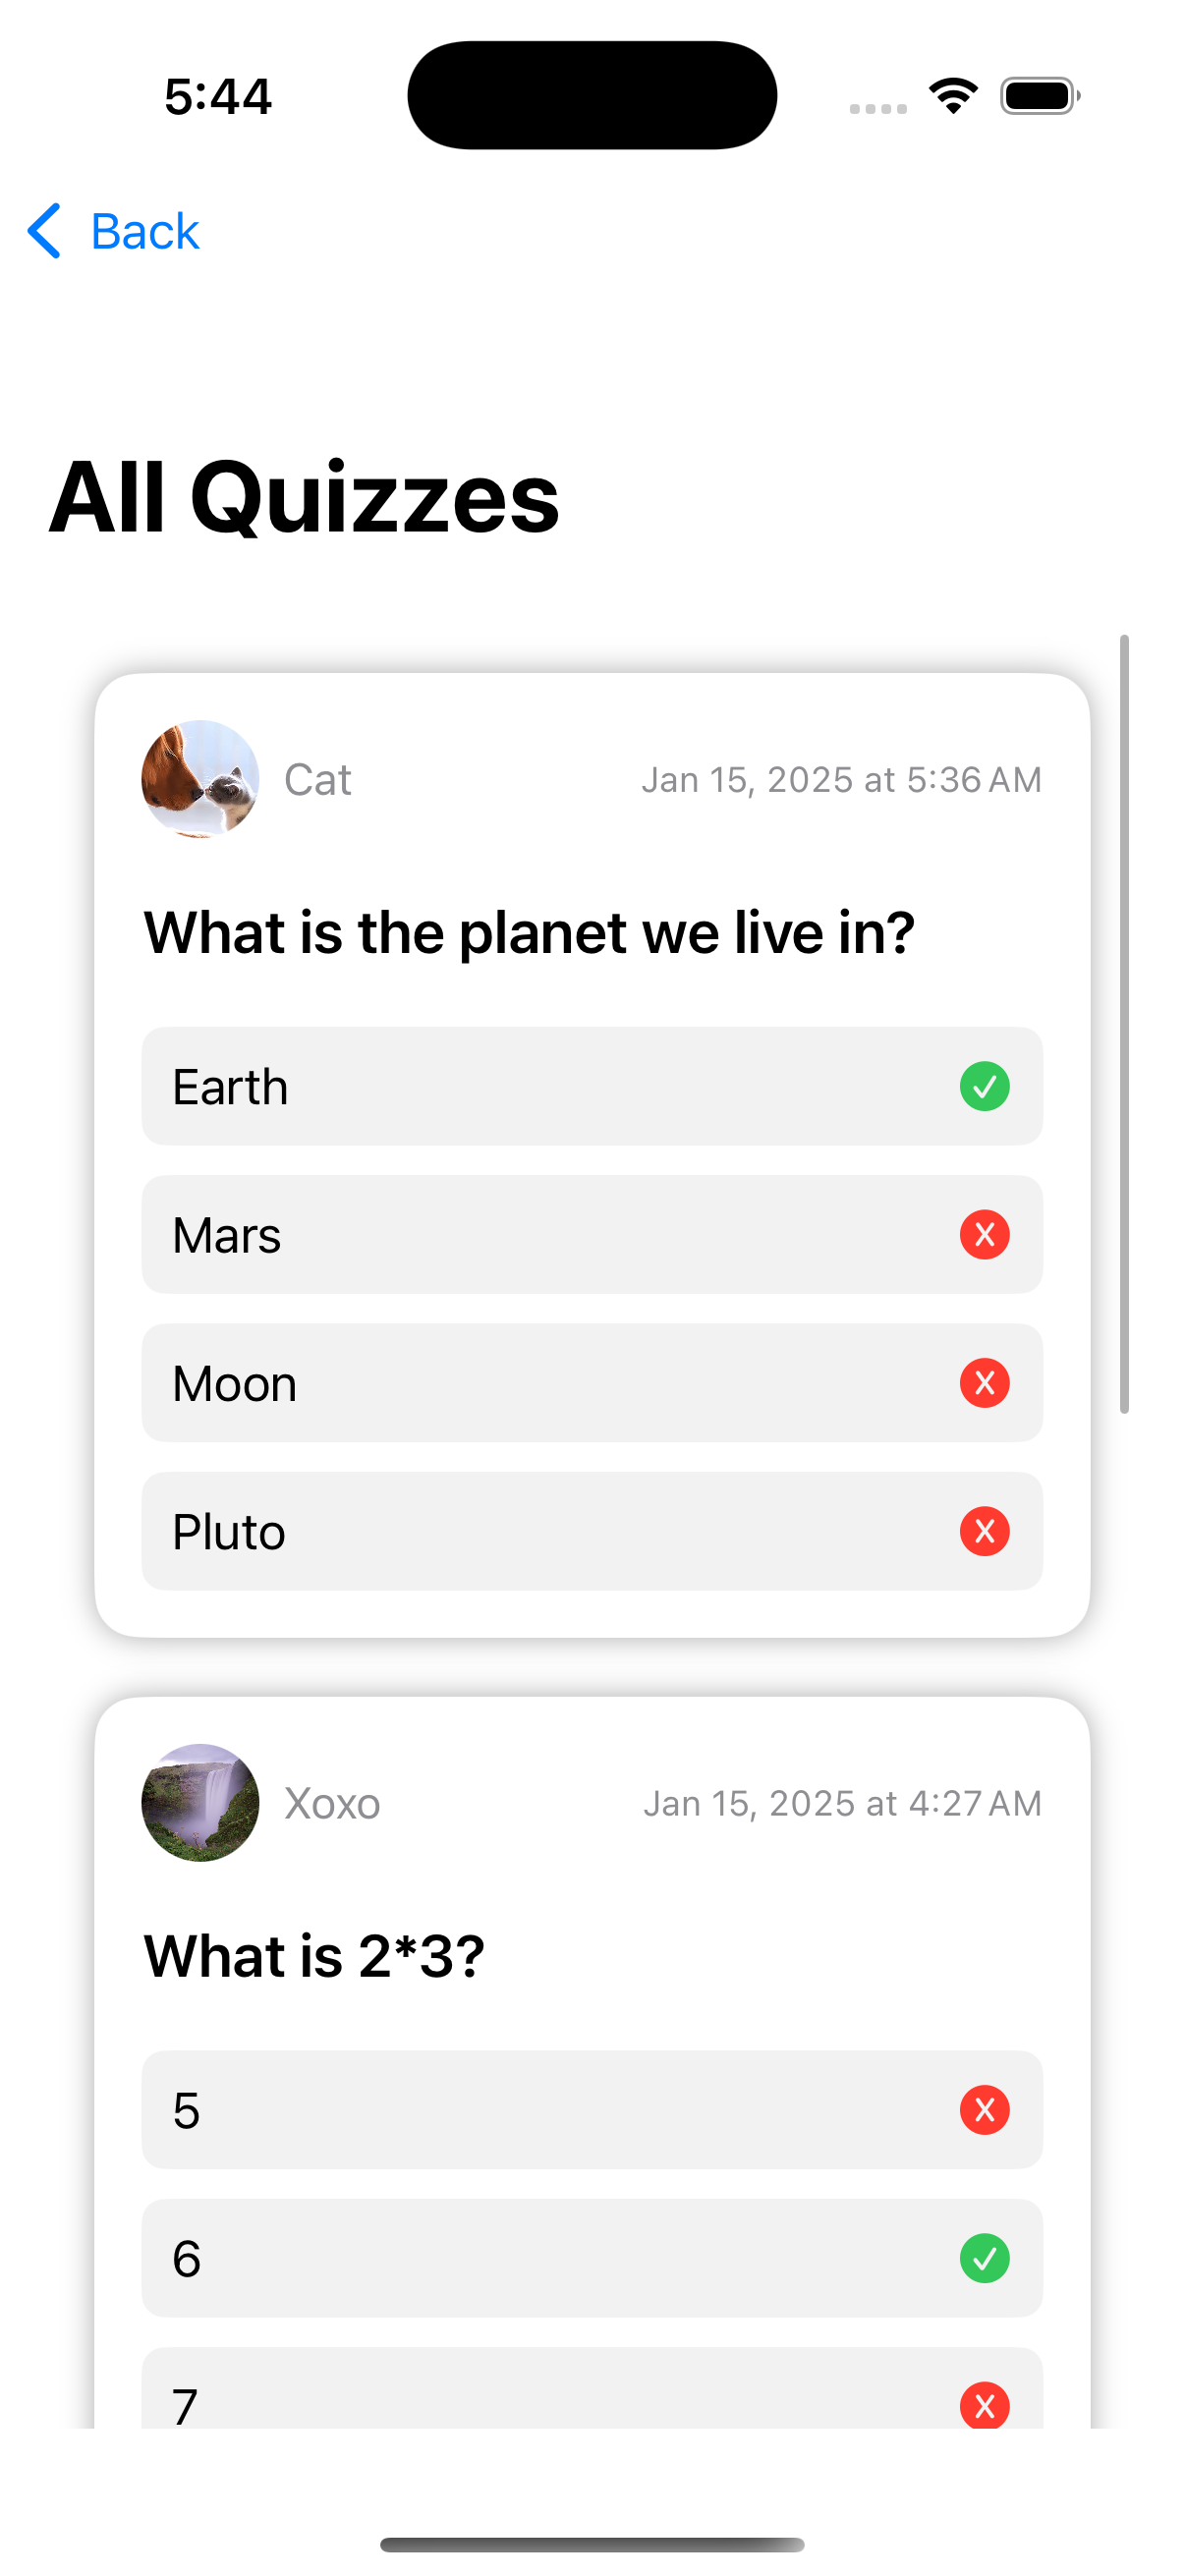 5:44
Back
All Quizzes
Cat
Jan 15, 2025 at 5:36 AM
What is the planet we live in?
Earth
Mars
Moon
Pluto
Xoxo
Jan 15, 2025 at 4:27 AM
What is 2*3?
5
6
7